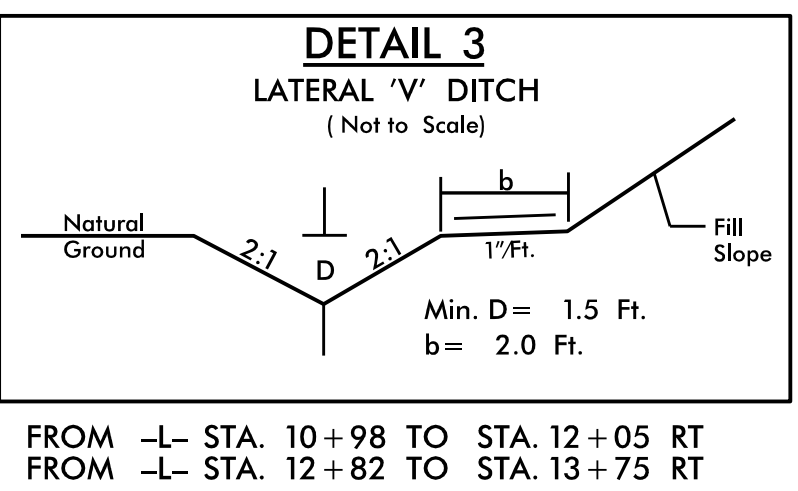 DETAIL 3
LATERAL 'V' DITCH
( Not to Scale)
b
Natural
Ground
2:1
D
2:1
1"/Ft.
Fill
Slope
Min. D = 1.5 Ft.
b= 2.0 Ft.
FROM -L- STA. 10+98 TO STA. 12+05 RT
FROM -L- STA. 12+82 TO STA. 13+75 RT